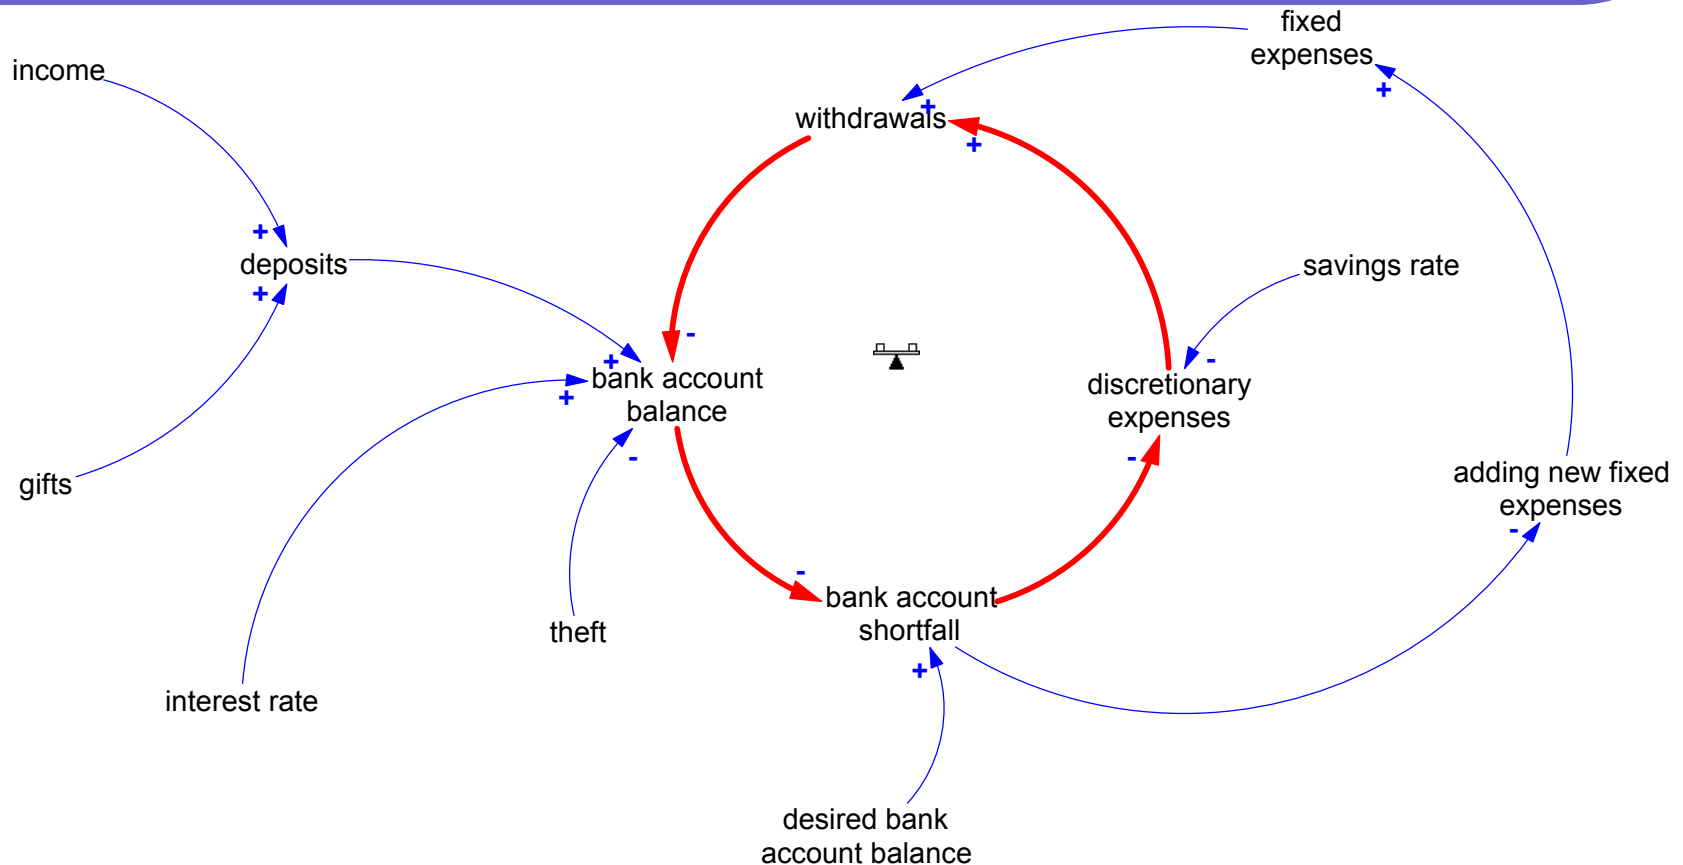 fixed
expenses
income
+
withdrawals
+
+
+
deposits
+
savings rate
-
-
+
bank account
balance
+
discretionary
expenses
-
-
-
gifts
adding new fixed
expenses
-
-
bank account
shortfall
theft
+
interest rate
desired bank
account balance